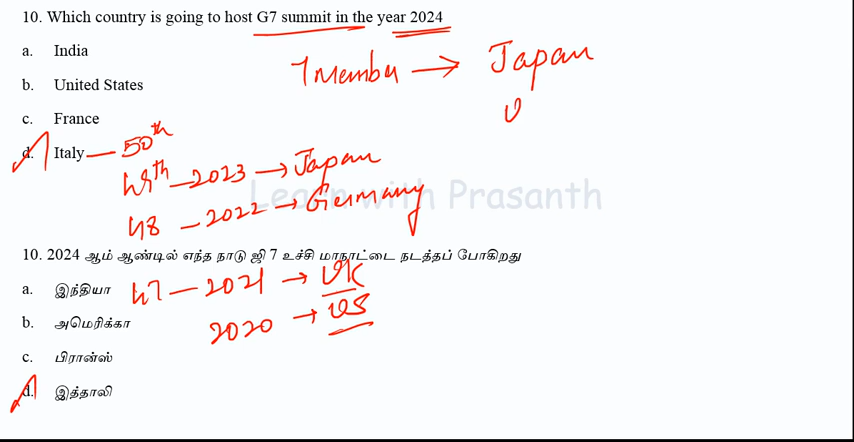 10. Which country is going to host G7 summit in the year 2024
a. India
7 Member → Japan
b. United States
c. France
d. Italy — 50th
49th — 2023 → Japan
Learn with Prasanth
48 — 2022 → Germany
10. 2024 ஆம் ஆண்டில் எந்த நாடு ஜி 7 உச்சி மாநாட்டை நடத்தப் போகிறது
a. இந்தியா
47 — 2021 → UK
b. அமெரிக்கா
2020 → US
c. பிரான்ஸ்
d. இத்தாலி